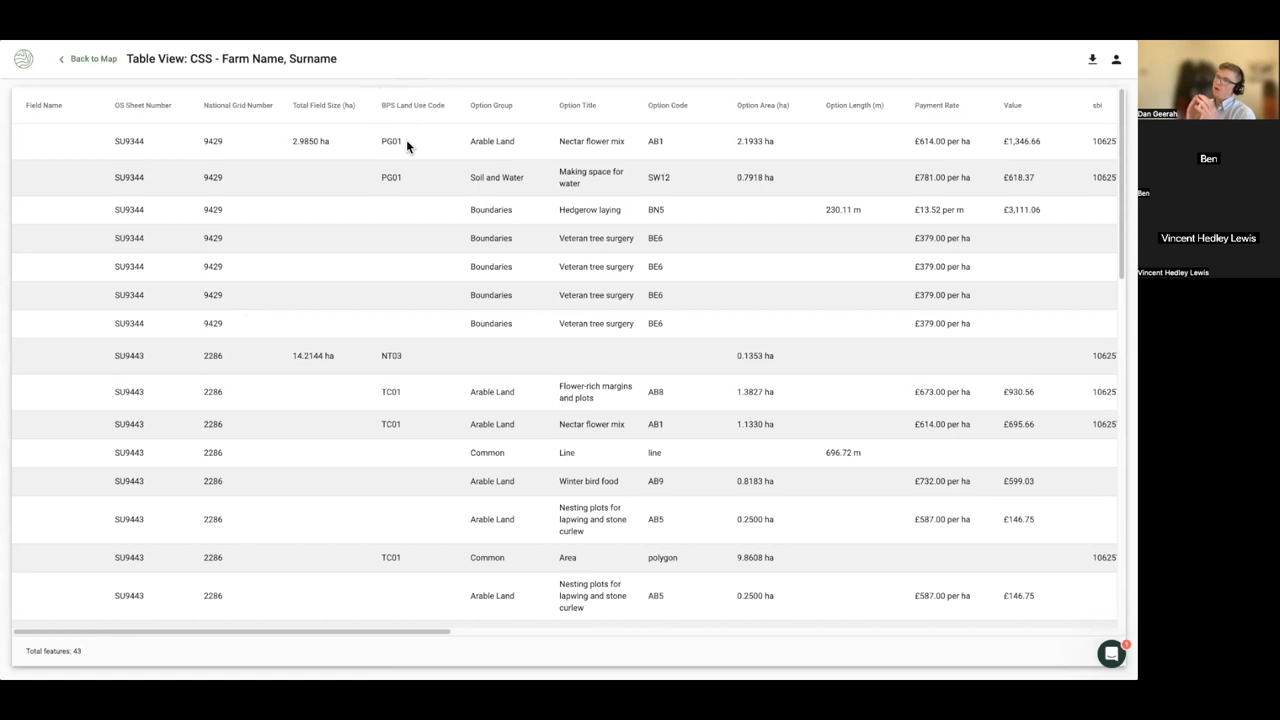 Back to Map Table View: CSS - Farm Name, Surname
Field Name OS Sheet Number National Grid Number Total Field Size (ha) BPS Land Use Code Option Group Option Title Option Code Option Area (ha) Option Length (m) Payment Rate Value sbi
SU9344 9429 2.9850 ha PG01 Arable Land Nectar flower mix AB1 2.1933 ha £614.00 per ha £1,346.66 10625
SU9344 9429 PG01 Soil and Water Making space for water SW12 0.7918 ha £781.00 per ha £618.37 10625
SU9344 9429 Boundaries Hedgerow laying BN5 230.11 m £13.52 per m £3,111.06
SU9344 9429 Boundaries Veteran tree surgery BE6 £379.00 per ha
SU9344 9429 Boundaries Veteran tree surgery BE6 £379.00 per ha
SU9344 9429 Boundaries Veteran tree surgery BE6 £379.00 per ha
SU9344 9429 Boundaries Veteran tree surgery BE6 £379.00 per ha
SU9443 2286 14.2144 ha NT03 0.1353 ha 10625
SU9443 2286 TC01 Arable Land Flower-rich margins and plots AB8 1.3827 ha £673.00 per ha £930.56 10625
SU9443 2286 TC01 Arable Land Nectar flower mix AB1 1.1330 ha £614.00 per ha £695.66 10625
SU9443 2286 Common Line line 696.72 m
SU9443 2286 Arable Land Winter bird food AB9 0.8183 ha £732.00 per ha £599.03
SU9443 2286 Arable Land Nesting plots for lapwing and stone curlew AB5 0.2500 ha £587.00 per ha £146.75
SU9443 2286 TC01 Common Area polygon 9.8608 ha 10625
SU9443 2286 Arable Land Nesting plots for lapwing and stone curlew AB5 0.2500 ha £587.00 per ha £146.75
Total features: 43
1
Dan Geerah
Ben
Ben
Vincent Hedley Lewis
Vincent Hedley Lewis